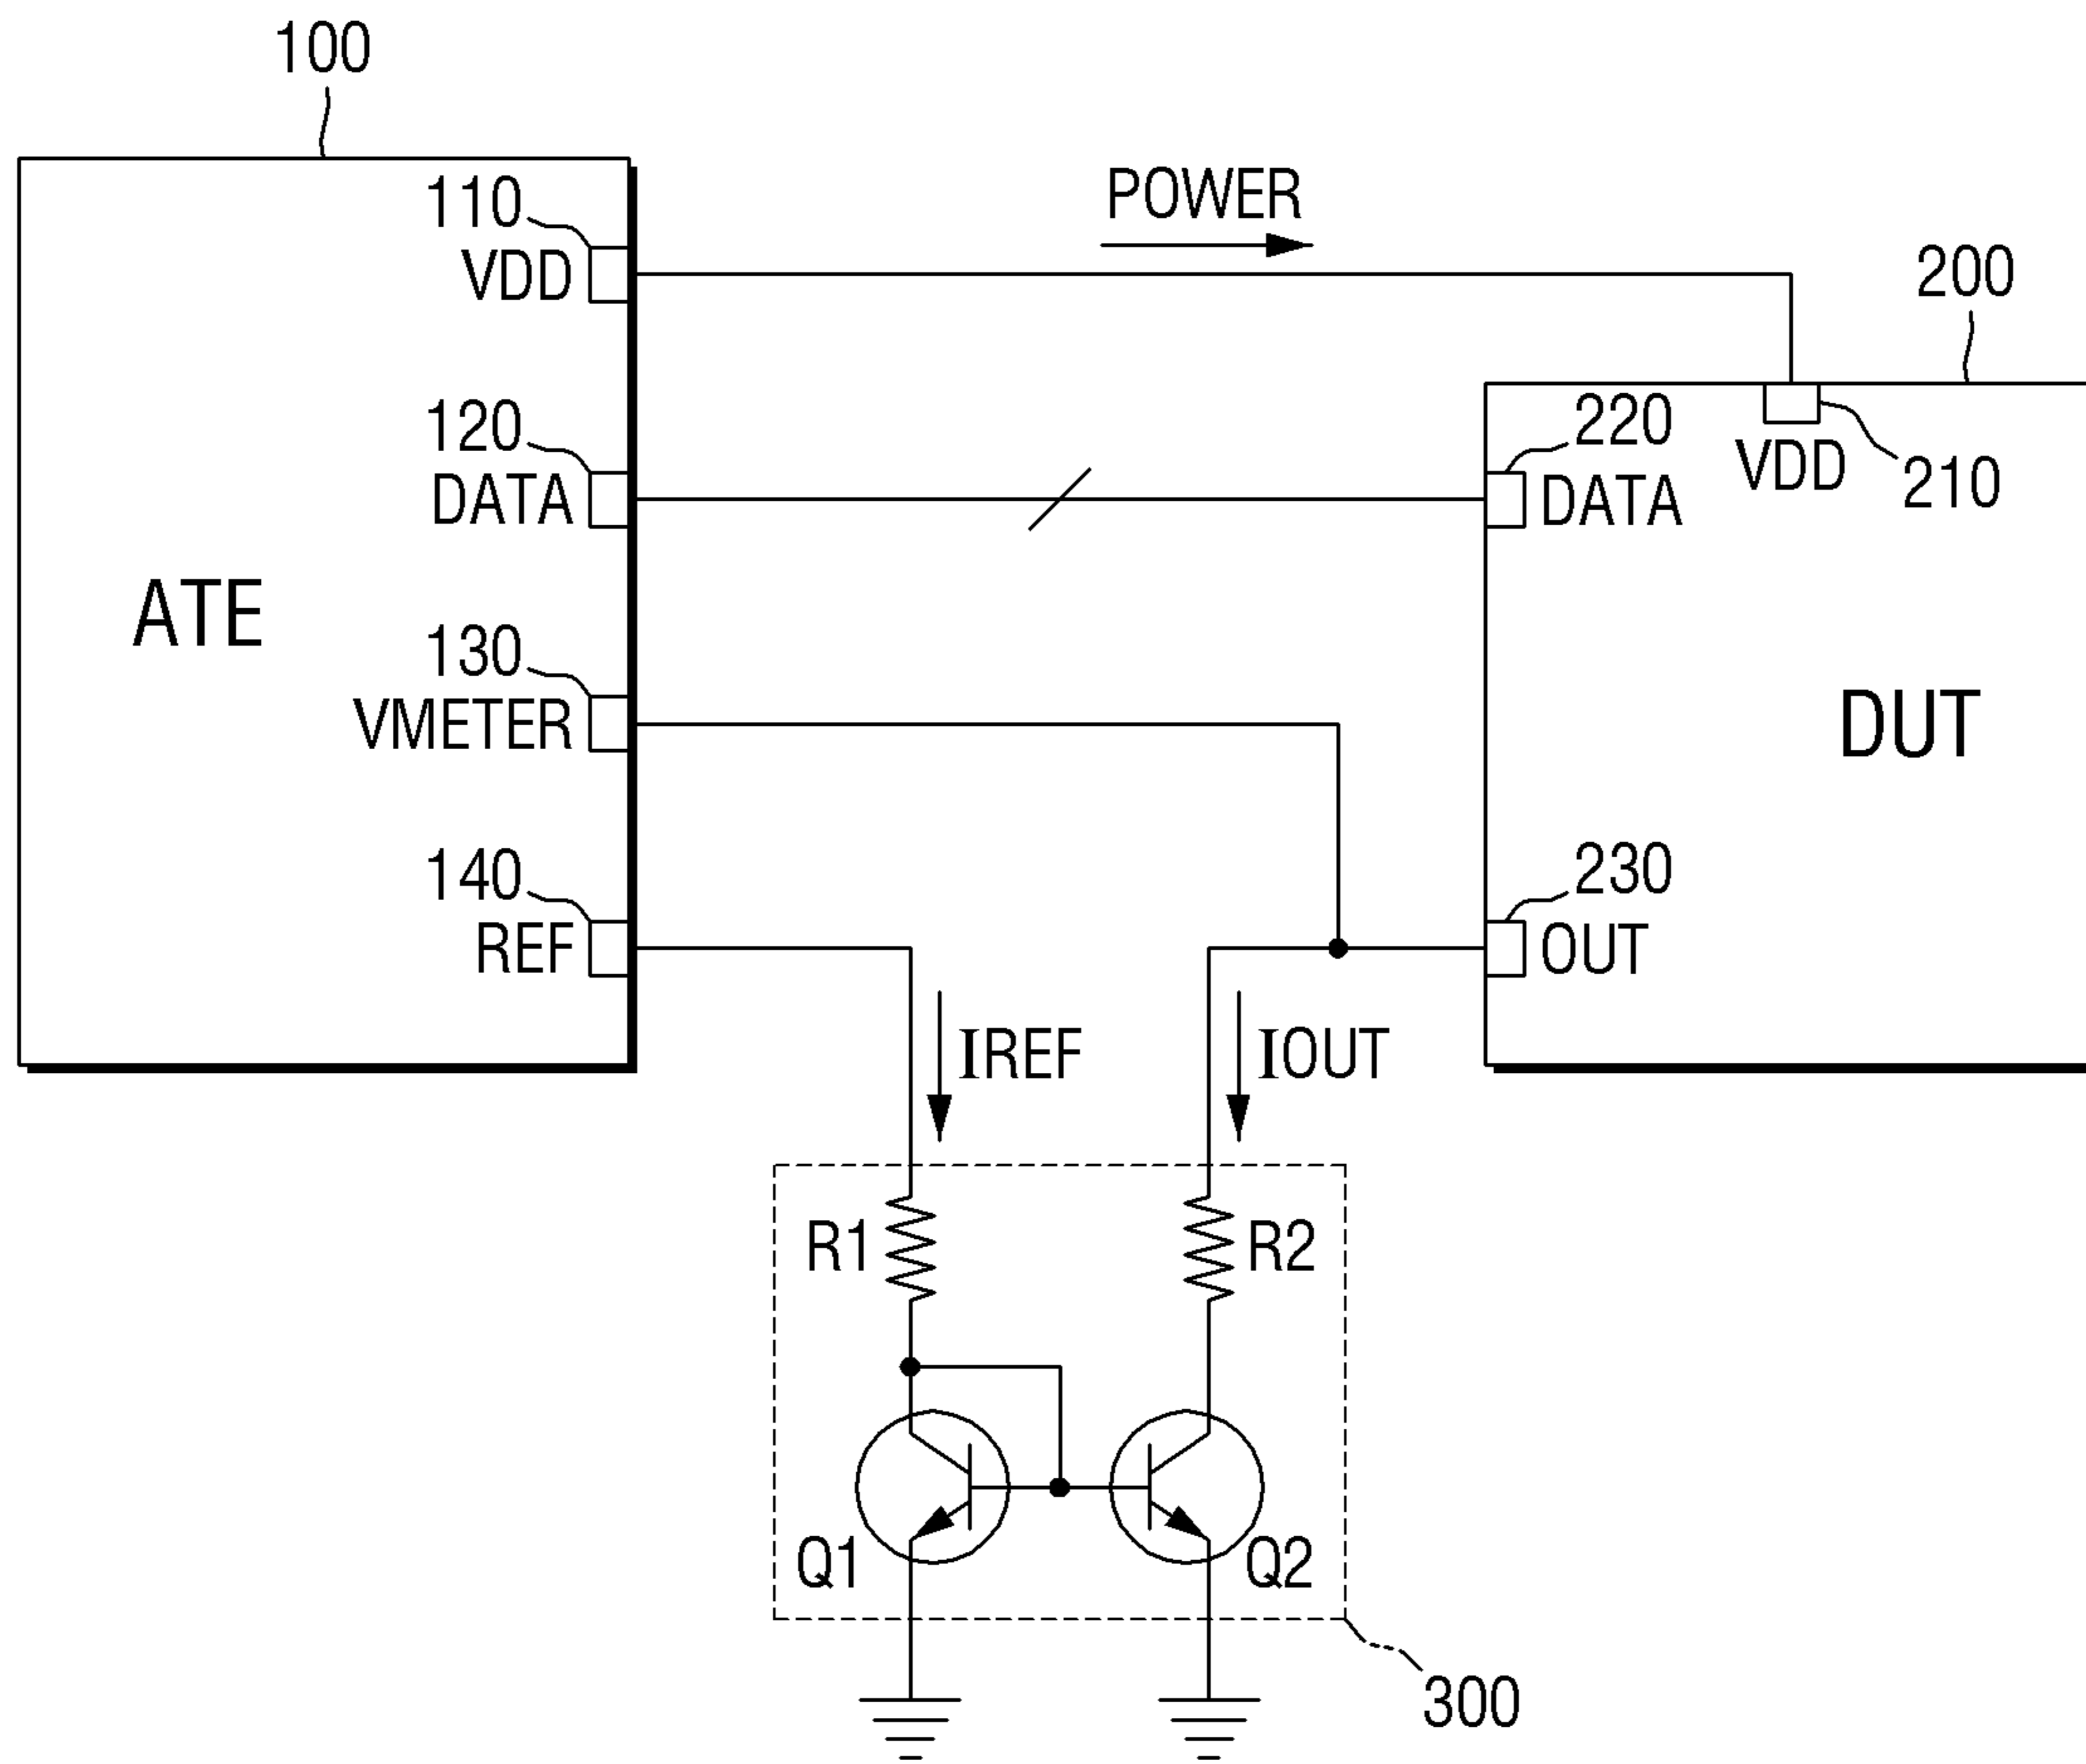 100
110
VDD
POWER
200
120
DATA
220
DATA
VDD
210
ATE
130
VMETER
DUT
140
REF
230
OUT
IREF
IOUT
R1
R2
Q1
Q2
300